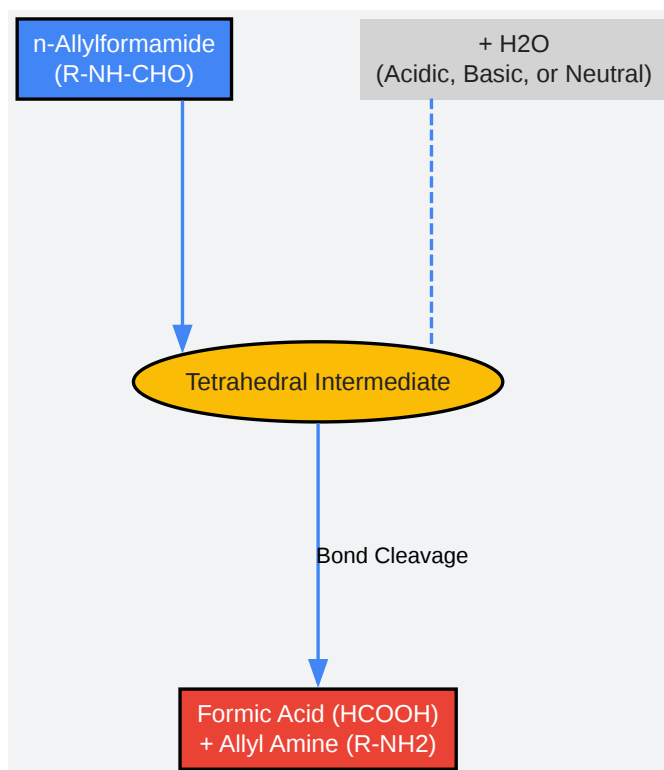 n-Allylformamide
(R-NH-CHO)
+ H2O
(Acidic, Basic, or Neutral)
Tetrahedral Intermediate
Bond Cleavage
Formic Acid (HCOOH)
+ Allyl Amine (R-NH2)